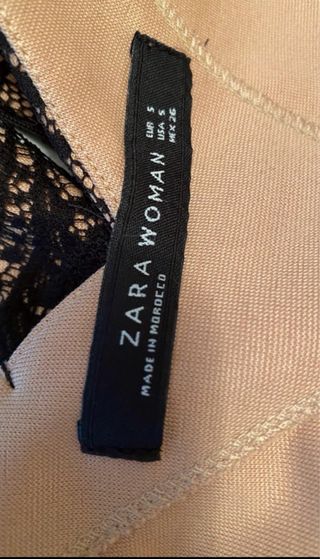 ZARA WOMAN
MADE IN MOROCCO
EUR S
USA S
MEX 26